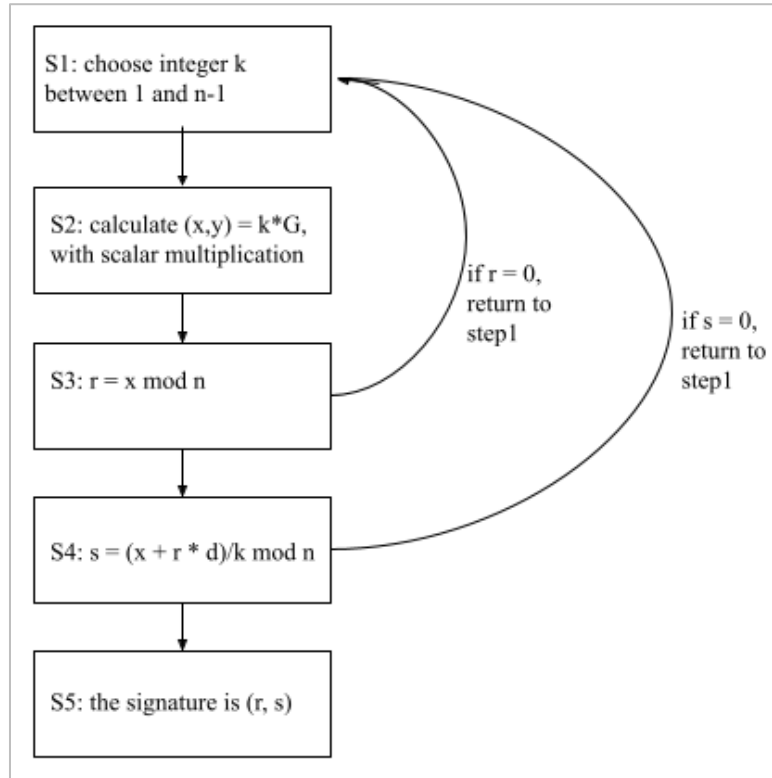 S1: choose integer k
between 1 and n-1
S2: calculate (x,y) = k*G,
with scalar multiplication
if r = 0,
return to
step1
if s = 0,
return to
step1
S3: r = x mod n
S4: s = (x + r * d)/k mod n
S5: the signature is (r, s)